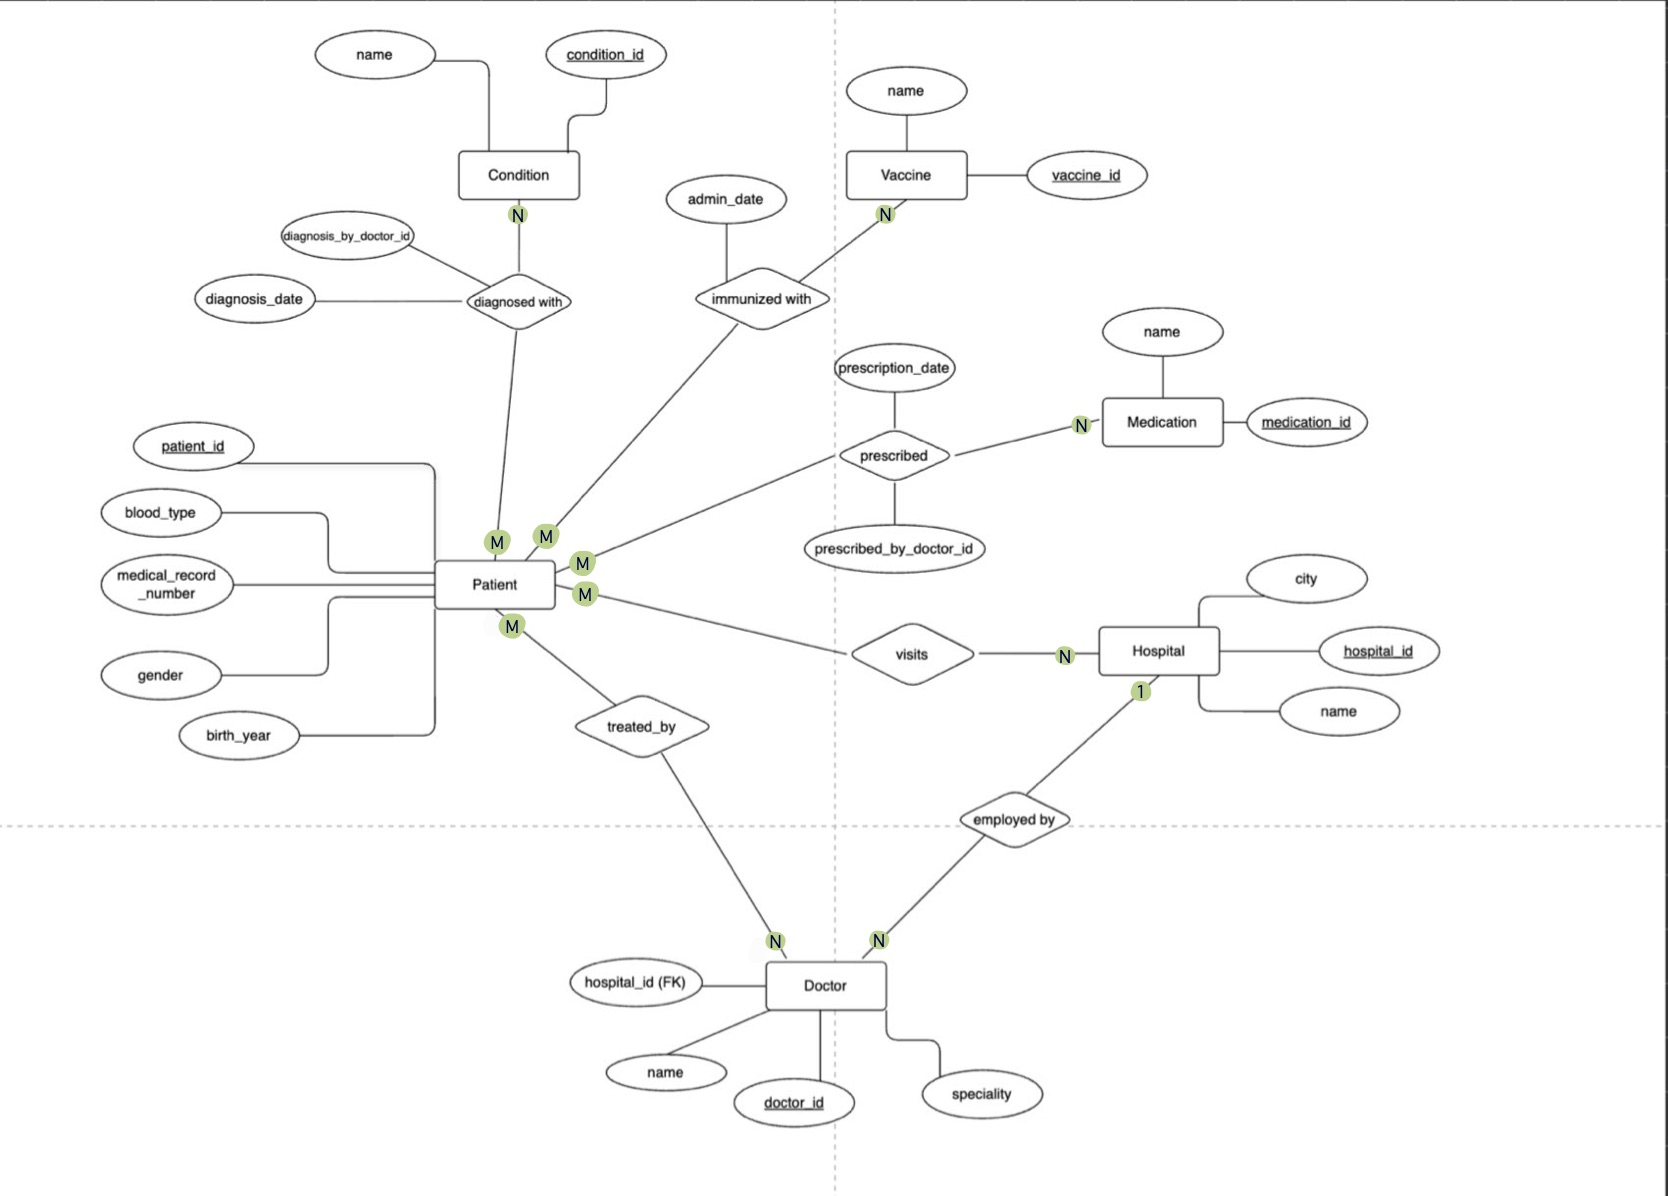 name
condition_id
name
Condition
Vaccine
vaccine_id
admin_date
N
N
diagnosis_by_doctor_id
diagnosis_date
diagnosed with
immunized with
name
prescription_date
N
Medication
medication_id
patient_id
prescribed
blood_type
M
M
prescribed_by_doctor_id
M
medical_record
_number
Patient
M
city
M
visits
N
Hospital
hospital_id
gender
1
name
birth_year
treated_by
employed by
N
N
hospital_id (FK)
Doctor
name
doctor_id
speciality